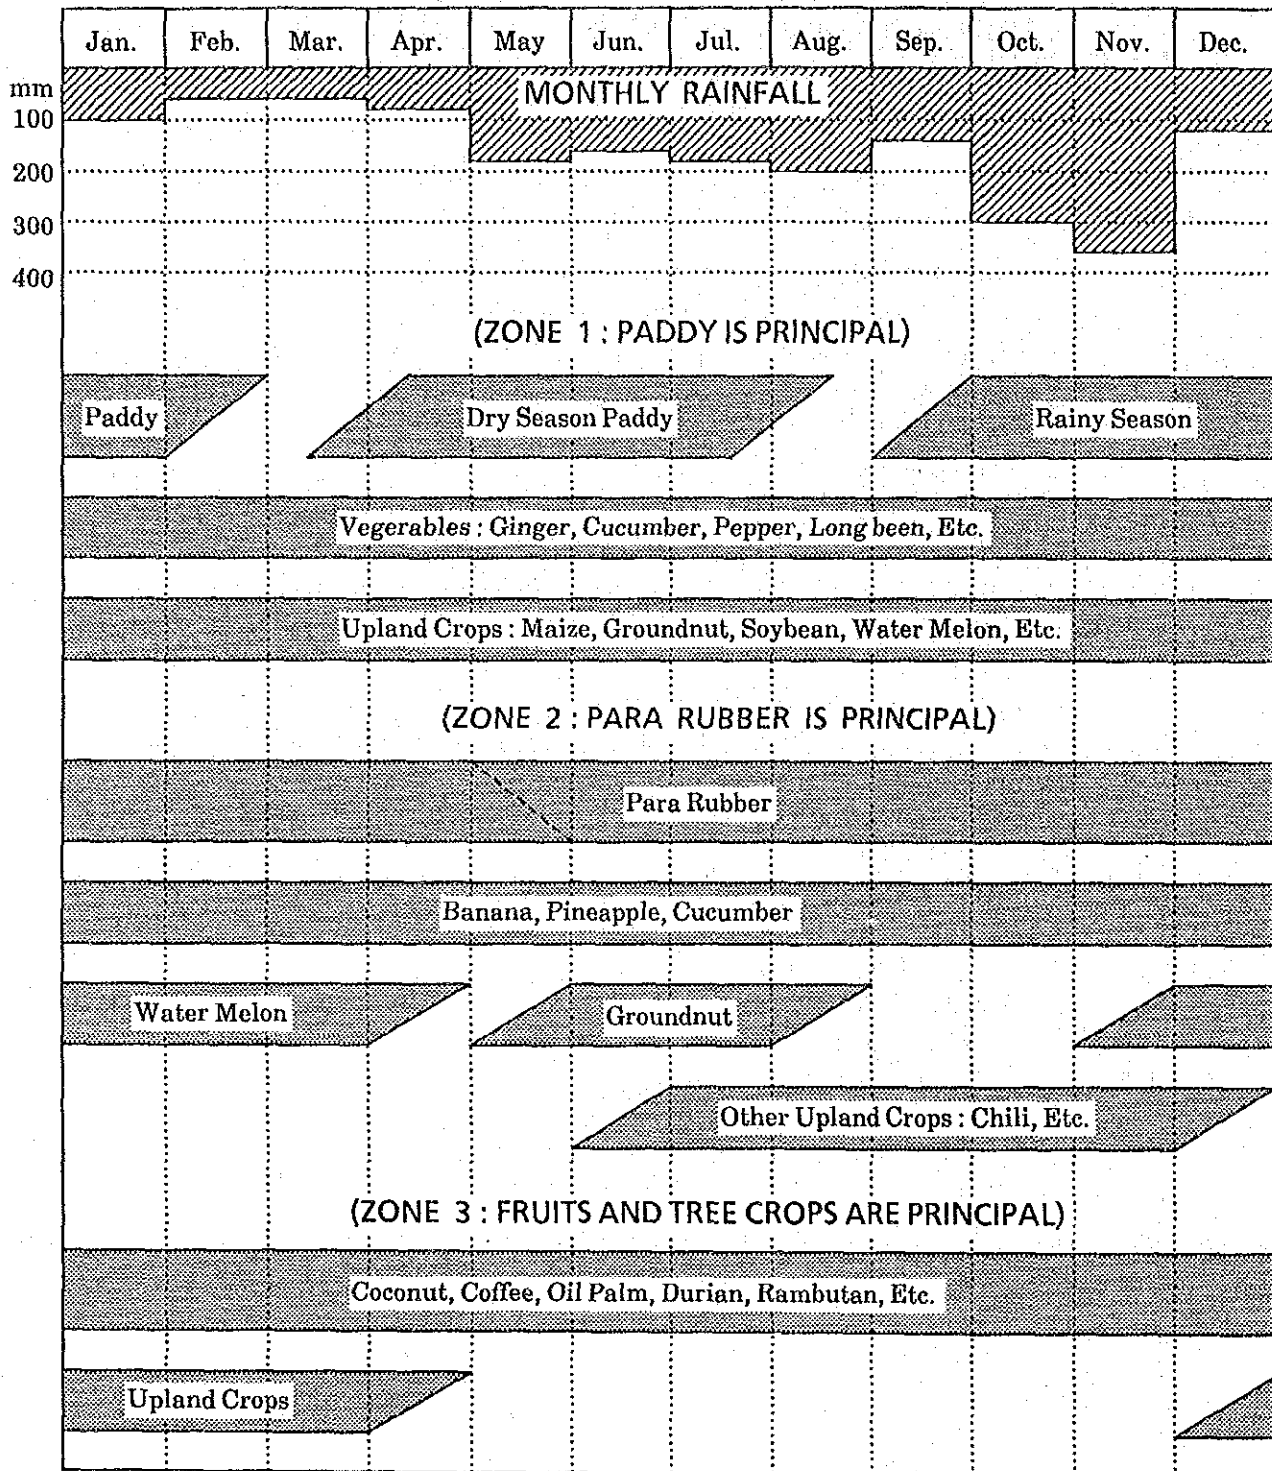 Jan. Feb. Mar. Apr. May Jun. Jul. Aug. Sep. Oct. Nov. Dec.
mm
MONTHLY RAINFALL
100
200
300
400
(ZONE 1 : PADDY IS PRINCIPAL)
Paddy Dry Season Paddy Rainy Season
Vegerables : Ginger, Cucumber, Pepper, Long been, Etc.
Upland Crops : Maize, Groundnut, Soybean, Water Melon, Etc.
(ZONE 2 : PARA RUBBER IS PRINCIPAL)
Para Rubber
Banana, Pineapple, Cucumber
Water Melon Groundnut
Other Upland Crops : Chili, Etc.
(ZONE 3 : FRUITS AND TREE CROPS ARE PRINCIPAL)
Coconut, Coffee, Oil Palm, Durian, Rambutan, Etc.
Upland Crops